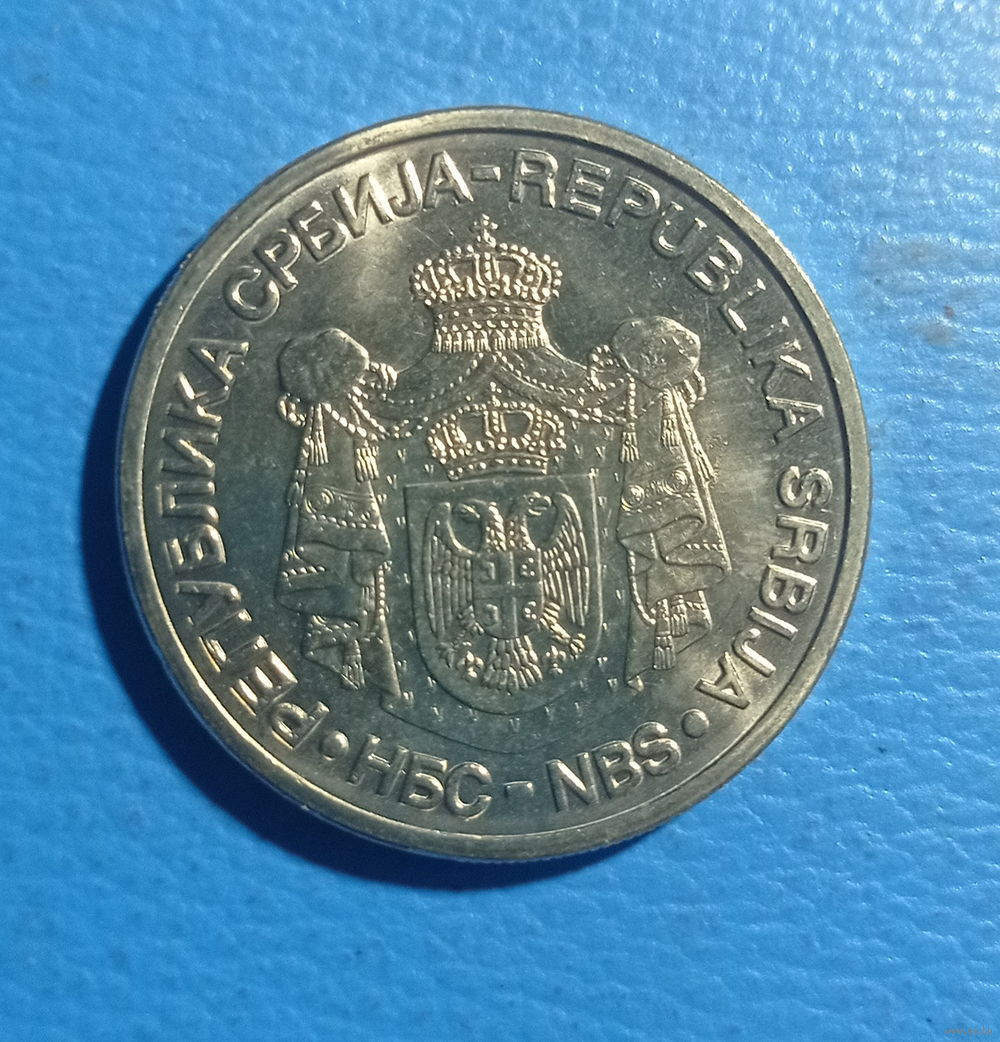 РЕПУБЛИКА СРБИЈА - REPUBLIKA SRBIJA
• НБС - NBS •